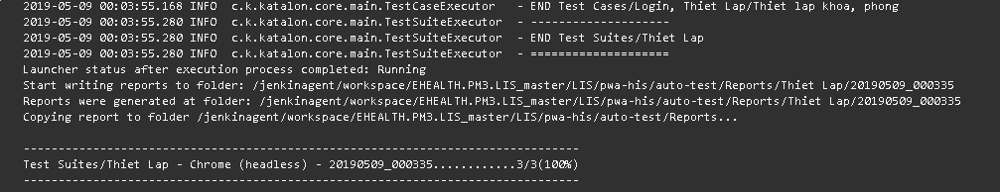 2019-05-09 00:03:55.168 INFO  c.k.katalon.core.main.TestCaseExecutor   - END Test Cases/Login, Thiet Lap/Thiet lap khoa, phong
2019-05-09 00:03:55.280 INFO  c.k.katalon.core.main.TestSuiteExecutor  - --------------------
2019-05-09 00:03:55.280 INFO  c.k.katalon.core.main.TestSuiteExecutor  - END Test Suites/Thiet Lap
2019-05-09 00:03:55.280 INFO  c.k.katalon.core.main.TestSuiteExecutor  - ====================
Launcher status after execution process completed: Running
Start writing reports to folder: /jenkinagent/workspace/EHEALTH.PM3.LIS_master/LIS/pwa-his/auto-test/Reports/Thiet Lap/20190509_000335
Reports were generated at folder: /jenkinagent/workspace/EHEALTH.PM3.LIS_master/LIS/pwa-his/auto-test/Reports/Thiet Lap/20190509_000335
Copying report to folder /jenkinagent/workspace/EHEALTH.PM3.LIS_master/LIS/pwa-his/auto-test/Reports...
--------------------------------------------------------------------------------
Test Suites/Thiet Lap - Chrome (headless) - 20190509_000335............3/3(100%)
--------------------------------------------------------------------------------